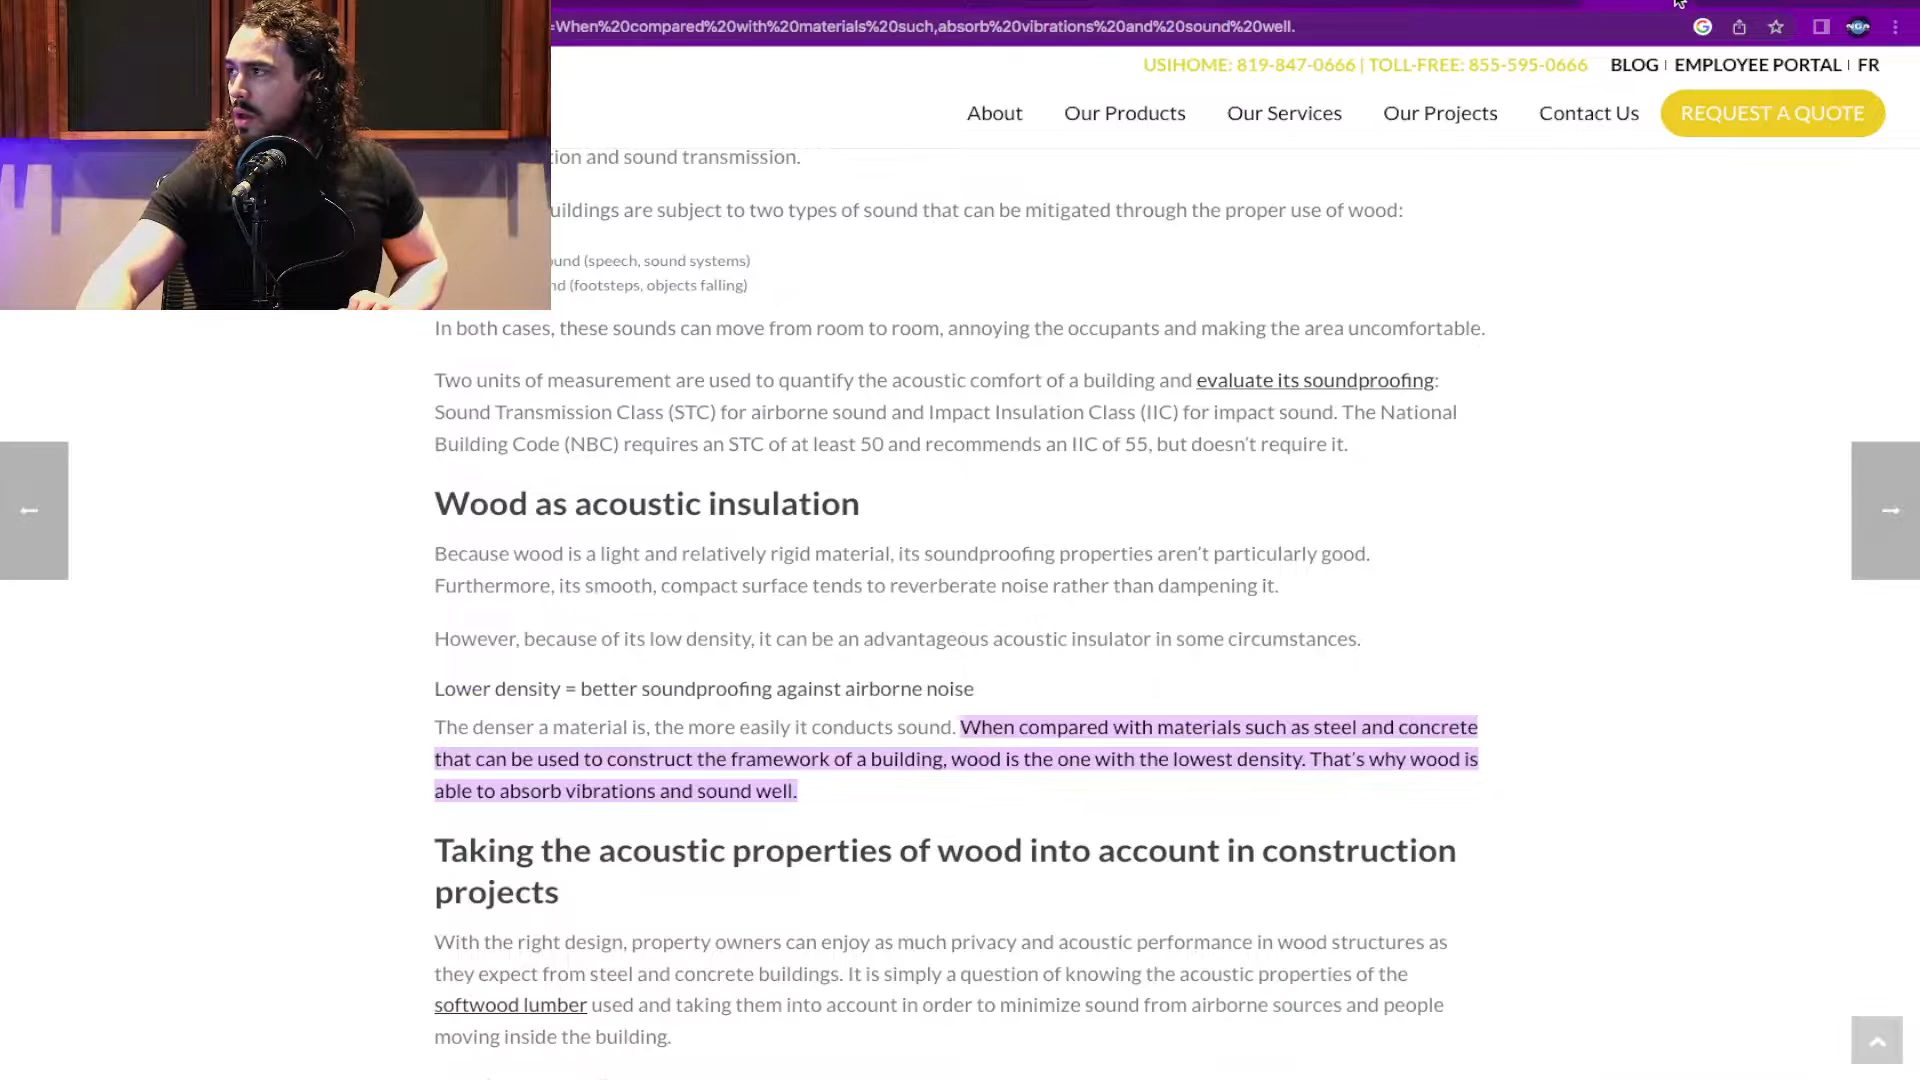 =When%20compared%20with%20materials%20such,absorb%20vibrations%20and%20sound%20well.
USIHOME: 819-847-0666 | TOLL-FREE: 855-595-0666
BLOG | EMPLOYEE PORTAL | FR
About Our Products Our Services Our Projects Contact Us REQUEST A QUOTE
tion and sound transmission.
uildings are subject to two types of sound that can be mitigated through the proper use of wood:
und (speech, sound systems)
nd (footsteps, objects falling)
In both cases, these sounds can move from room to room, annoying the occupants and making the area uncomfortable.
Two units of measurement are used to quantify the acoustic comfort of a building and evaluate its soundproofing:
Sound Transmission Class (STC) for airborne sound and Impact Insulation Class (IIC) for impact sound. The National
Building Code (NBC) requires an STC of at least 50 and recommends an IIC of 55, but doesn’t require it.
Wood as acoustic insulation
Because wood is a light and relatively rigid material, its soundproofing properties aren’t particularly good.
Furthermore, its smooth, compact surface tends to reverberate noise rather than dampening it.
However, because of its low density, it can be an advantageous acoustic insulator in some circumstances.
Lower density = better soundproofing against airborne noise
The denser a material is, the more easily it conducts sound. When compared with materials such as steel and concrete
that can be used to construct the framework of a building, wood is the one with the lowest density. That’s why wood is
able to absorb vibrations and sound well.
Taking the acoustic properties of wood into account in construction
projects
With the right design, property owners can enjoy as much privacy and acoustic performance in wood structures as
they expect from steel and concrete buildings. It is simply a question of knowing the acoustic properties of the
softwood lumber used and taking them into account in order to minimize sound from airborne sources and people
moving inside the building.